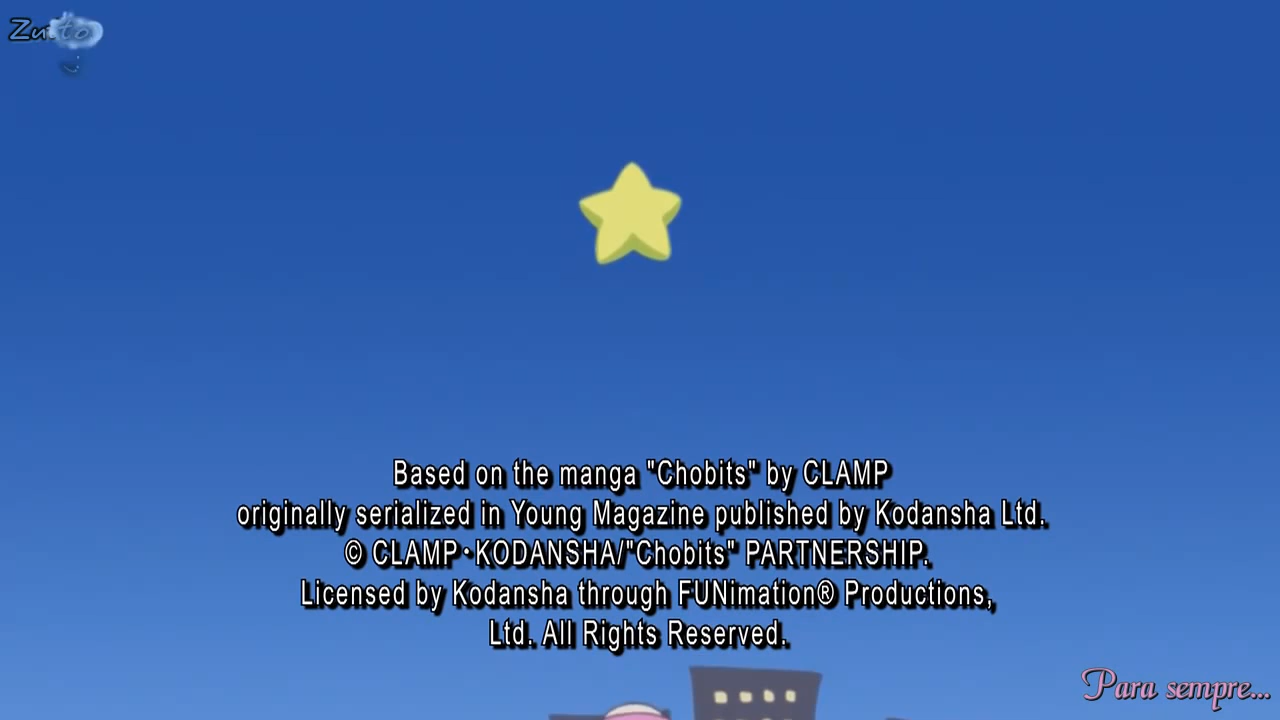 Based on the manga "Chobits" by CLAMP
originally serialized in Young Magazine published by Kodansha Ltd.
© CLAMP・KODANSHA/"Chobits" PARTNERSHIP.
Licensed by Kodansha through FUNimation® Productions,
Ltd. All Rights Reserved.
Para sempre...